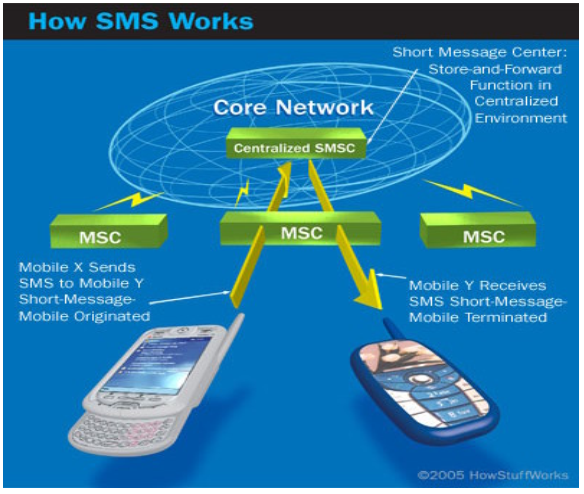 How SMS Works
Short Message Center:
Store-and-Forward
Function in
Centralized
Environment
Core Network
Centralized SMSC
MSC
MSC
MSC
Mobile X Sends
SMS to Mobile Y
Short-Message-
Mobile Originated
Mobile Y Receives
SMS Short-Message-
Mobile Terminated
©2005 HowStuffWorks